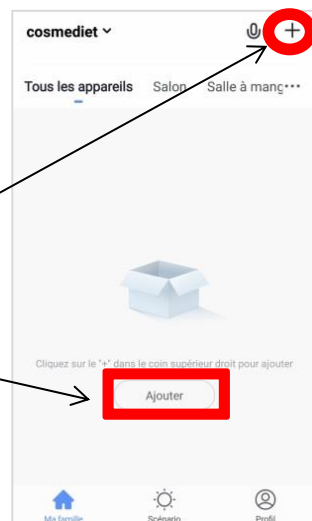 cosmediet
Tous les appareils Salon Salle à mang...
Cliquez sur le "+" dans le coin supérieur droit pour ajouter
Ajouter
Ma famille Scénario Profil